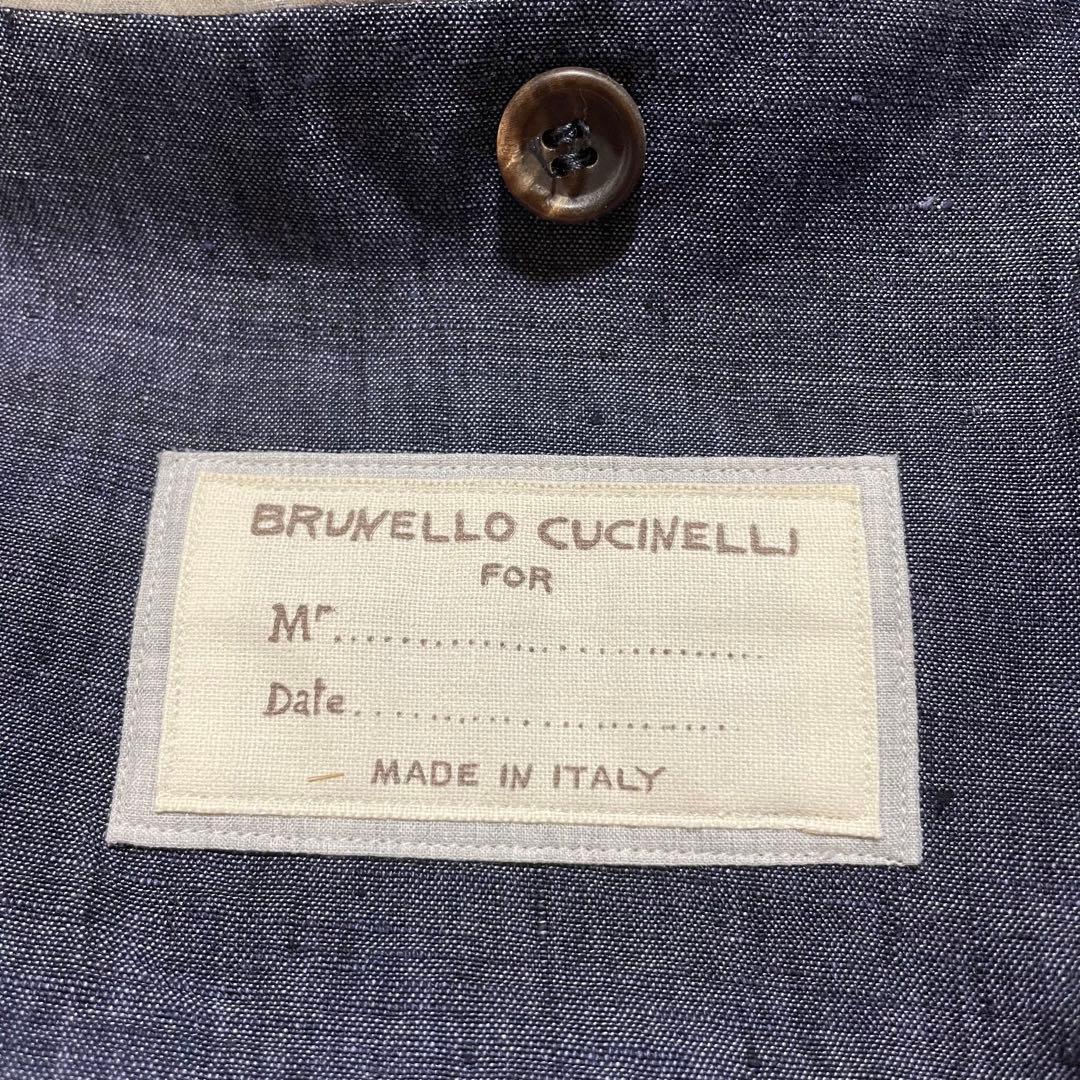 BRUNELLO CUCINELLI
FOR
Mr..............................
Date..........................
MADE IN ITALY